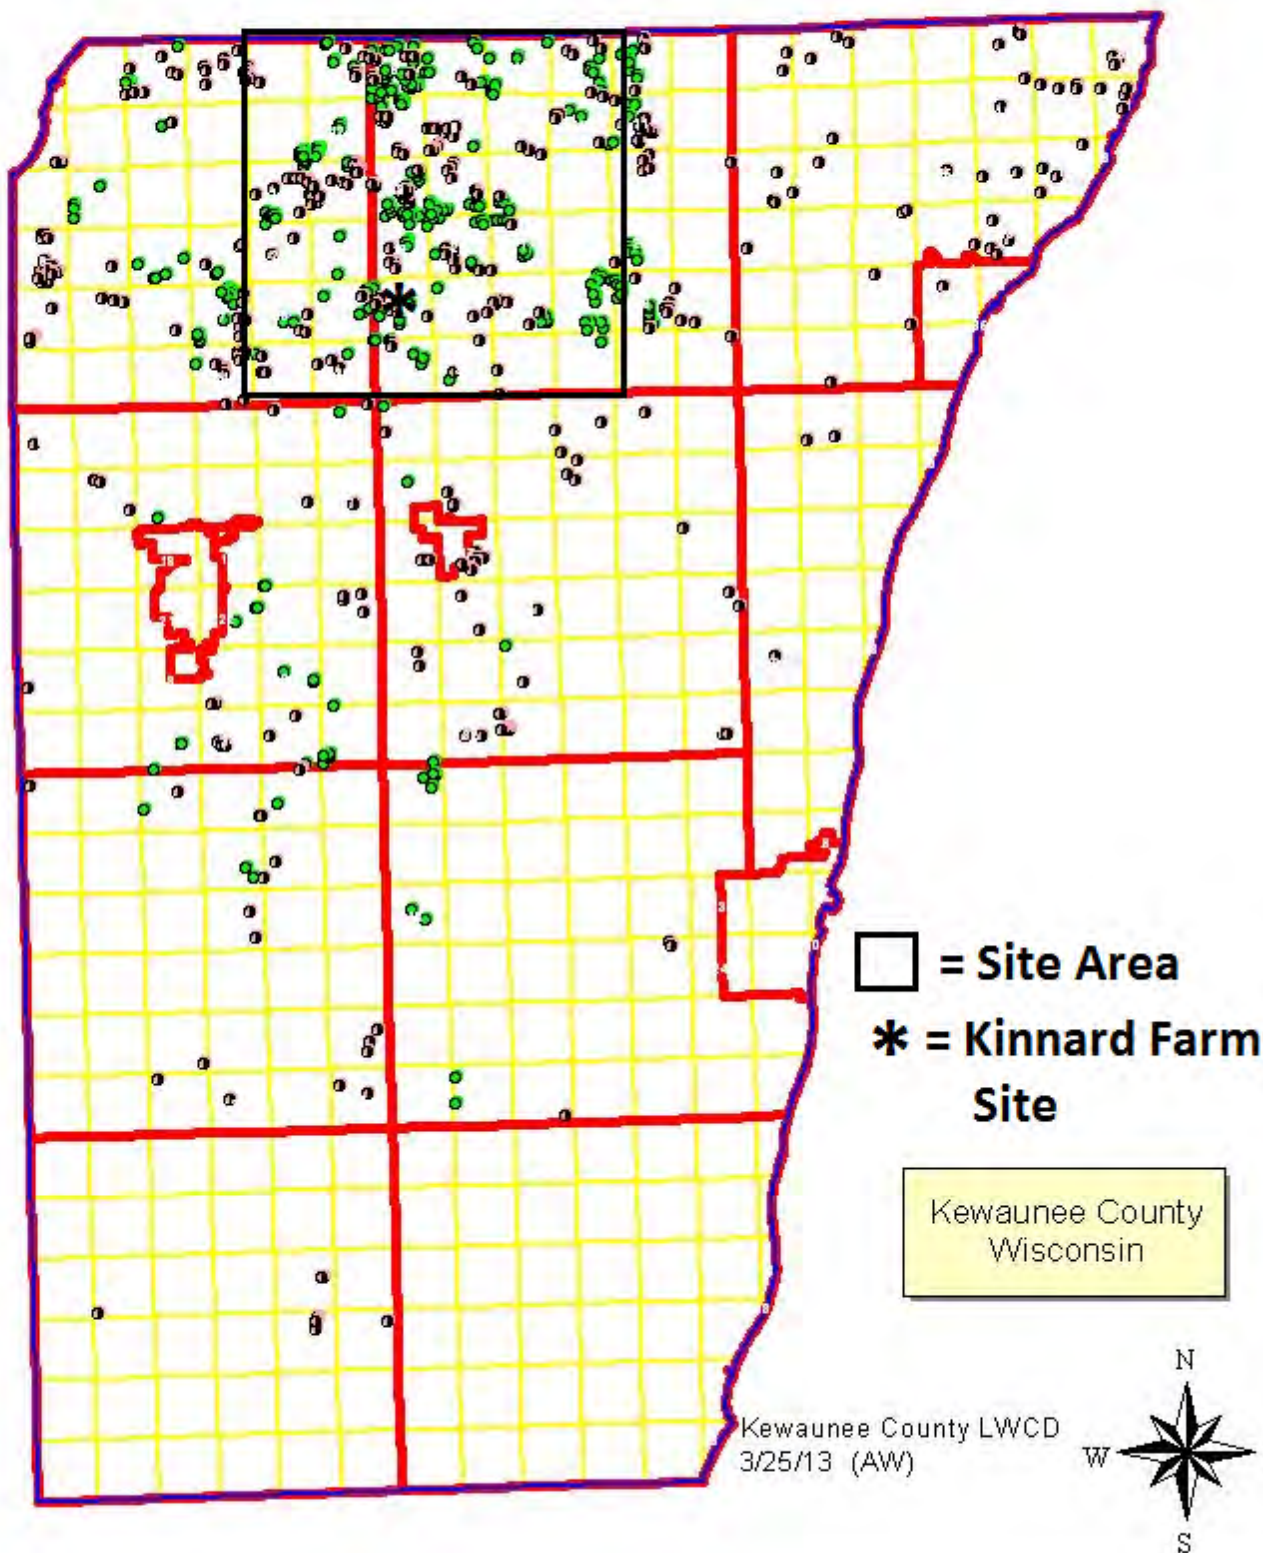 = Site Area
* = Kinnard Farm
Site
Kewaunee County
Wisconsin
Kewaunee County LWCD
3/25/13 (AW)
N
W
S